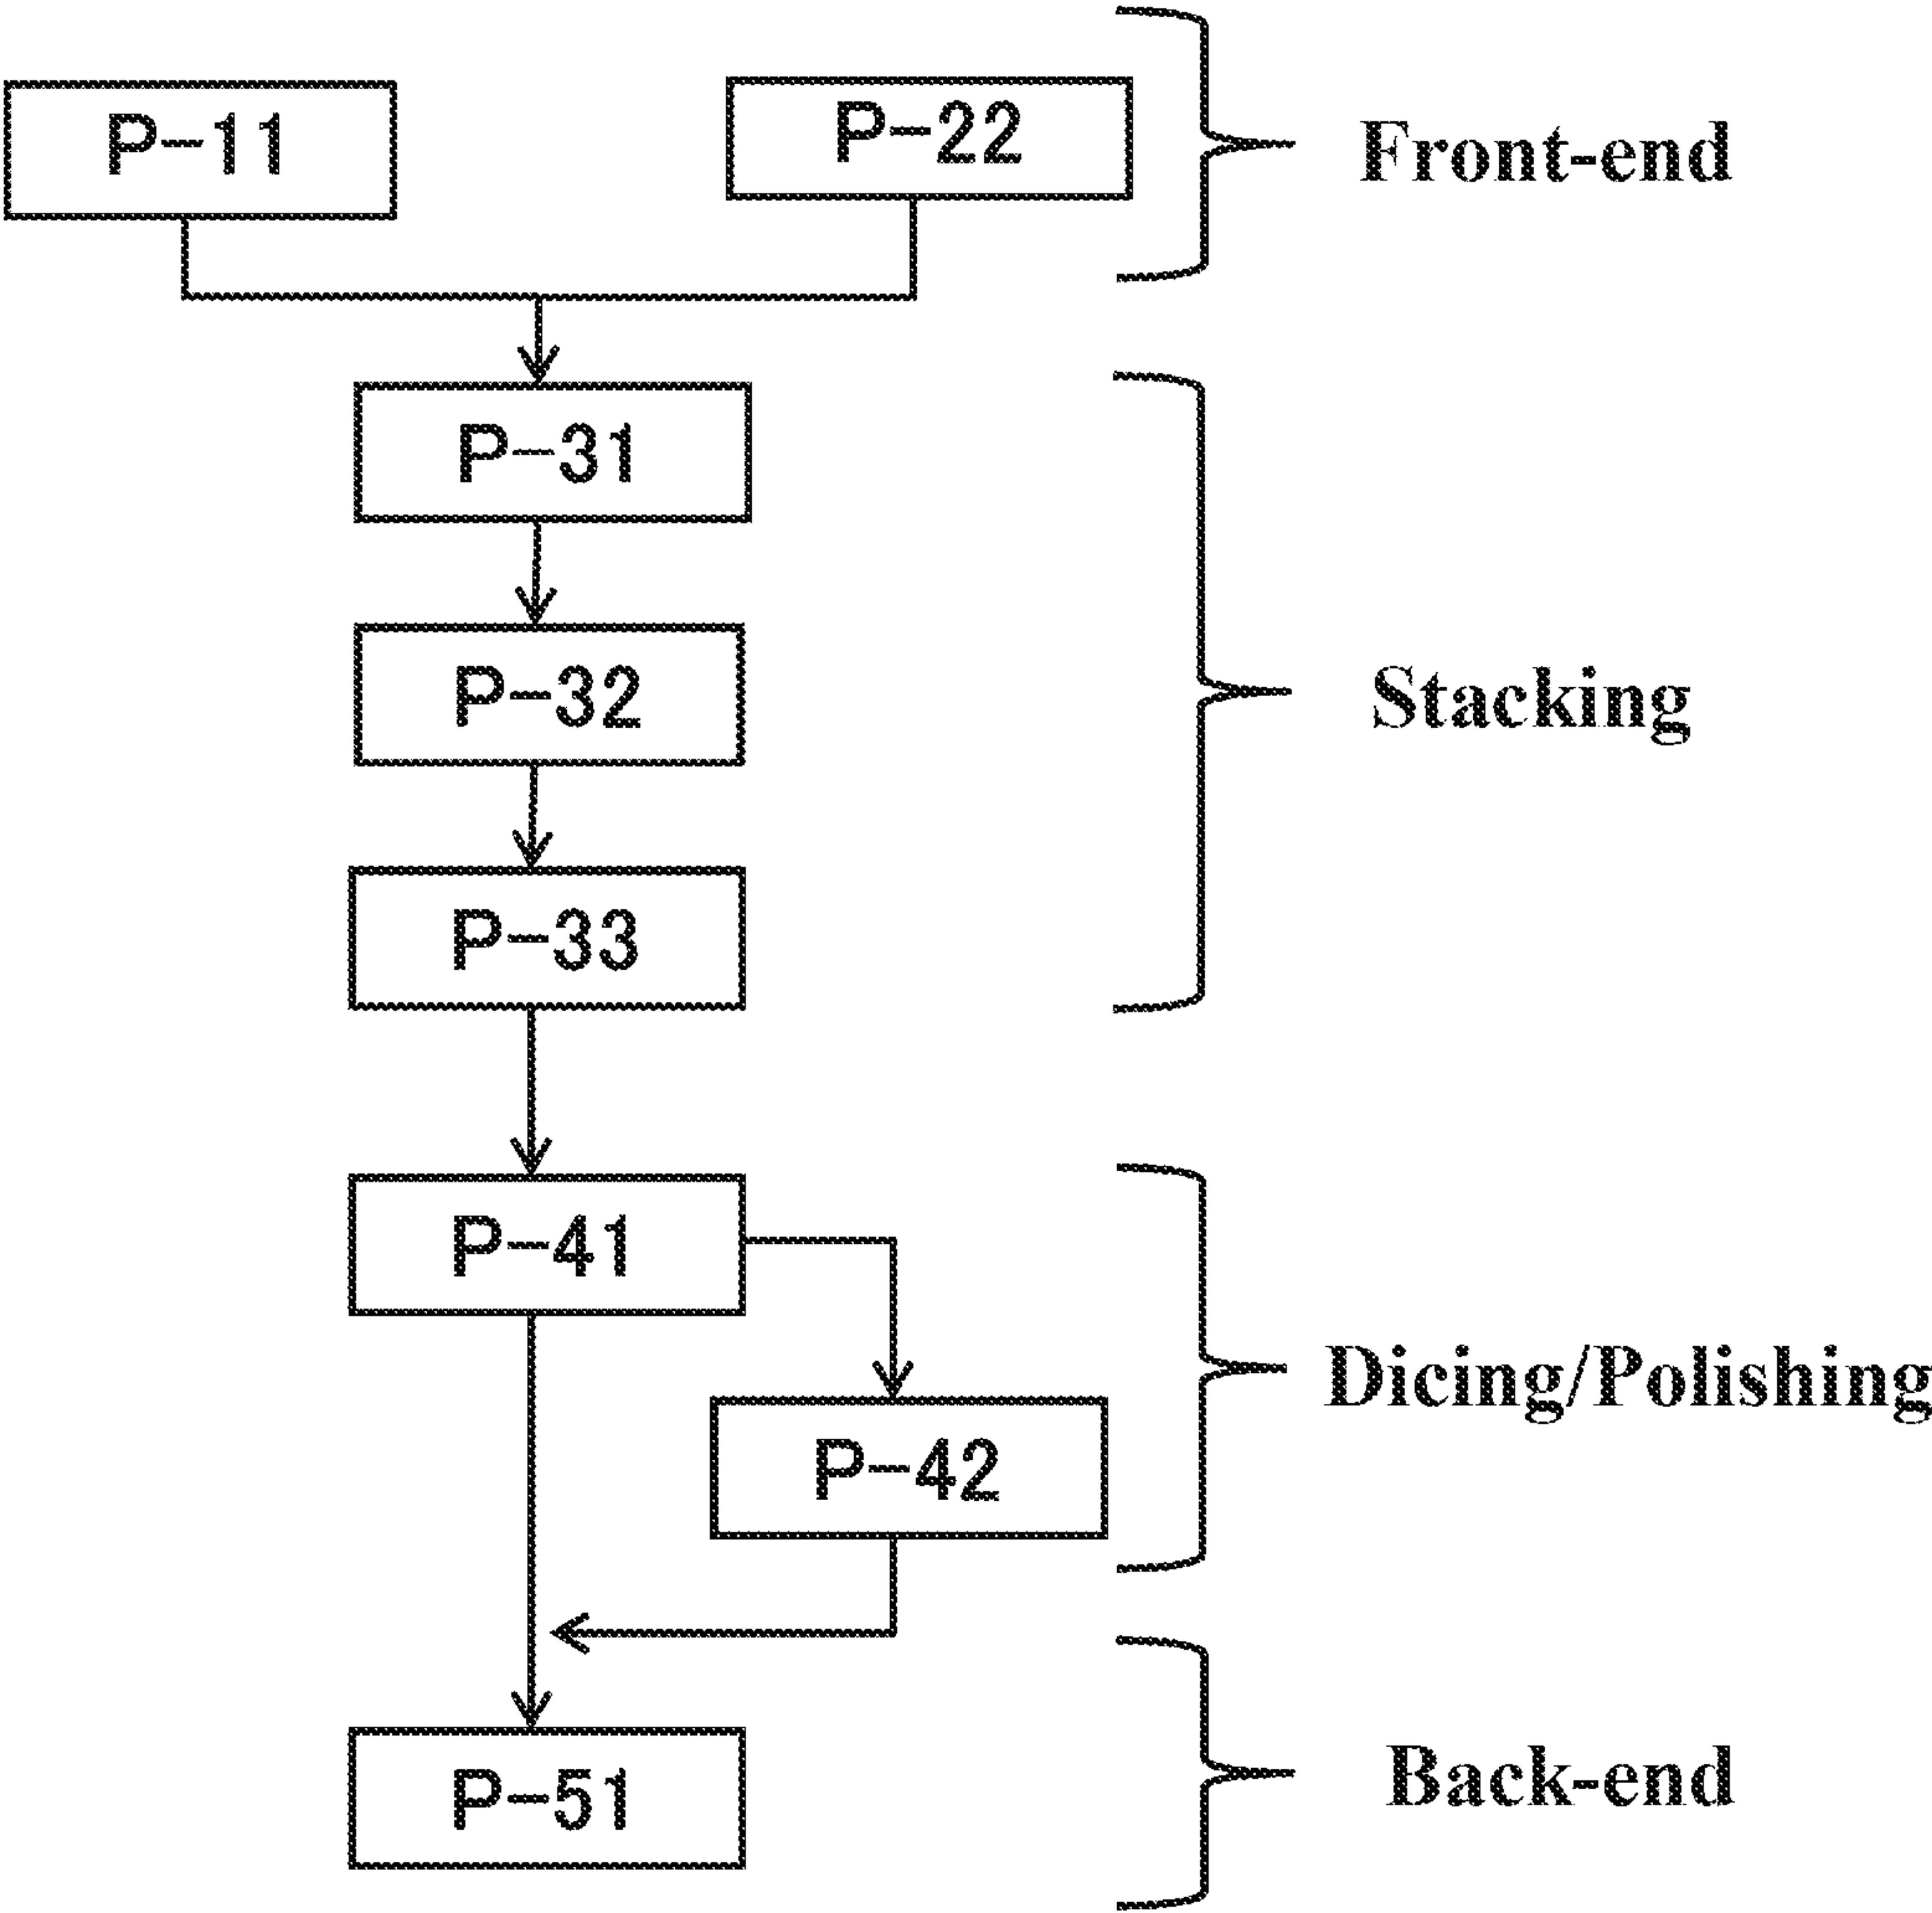 P-11
P-22
Front-end
P-31
P-32
Stacking
P-33
P-41
Dicing/Polishing
P-42
P-51
Back-end